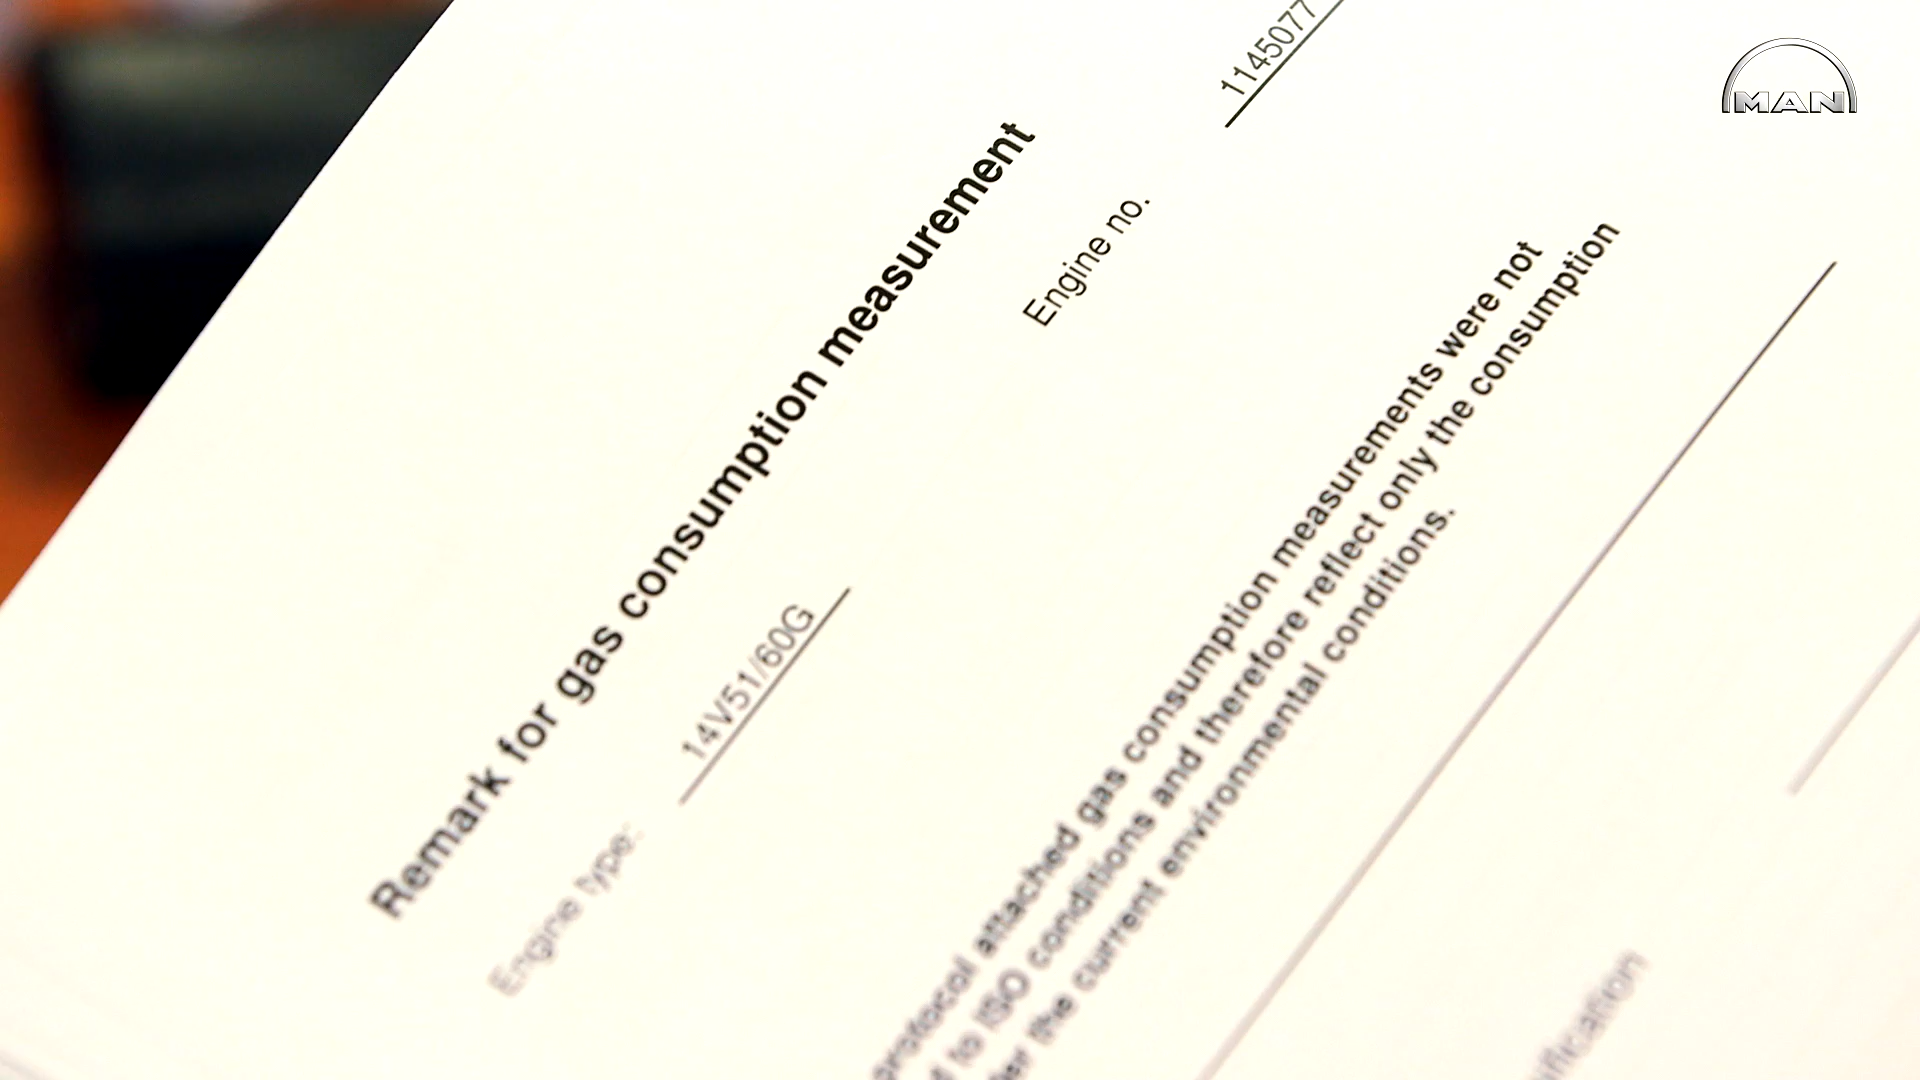 MAN
Remark for gas consumption measurement
Engine type: 14V51/60G Engine no. 1145077
protocol attached gas consumption measurements were not
to ISO conditions and therefore reflect only the consumption
the current environmental conditions.